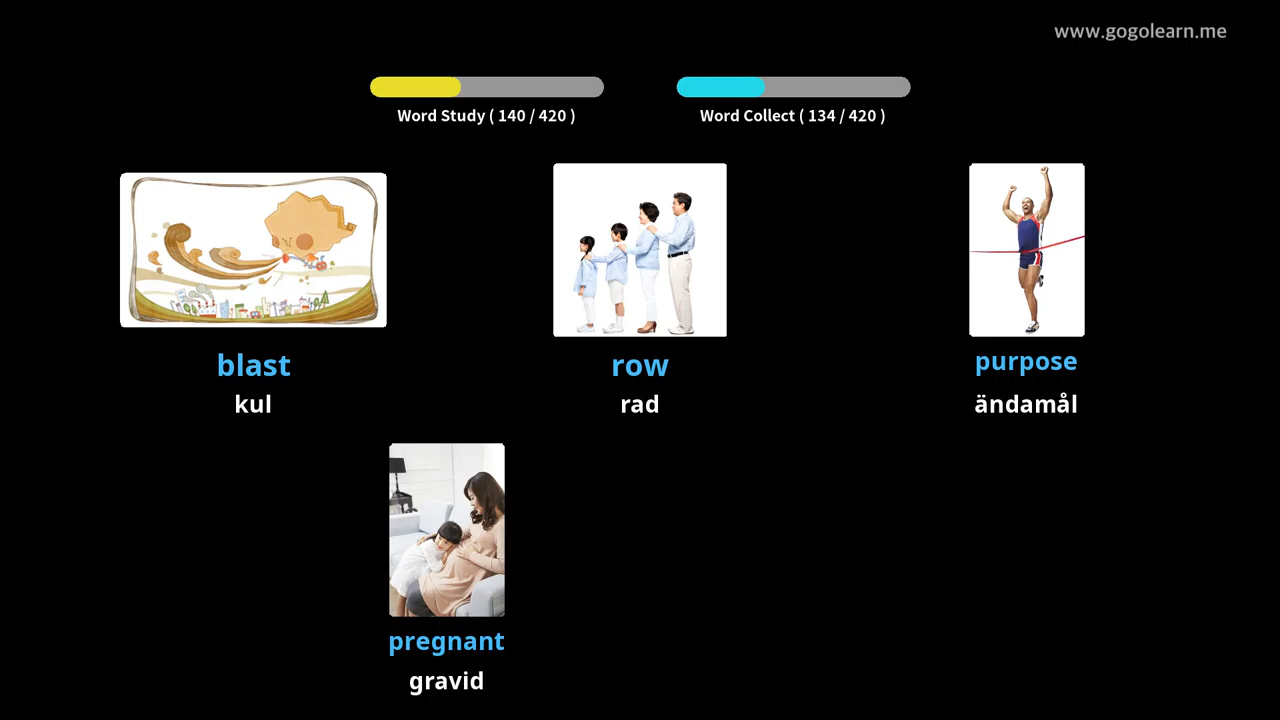 www.gogolearn.me
Word Study ( 140 / 420 )
Word Collect ( 134 / 420 )
blast
kul
row
rad
purpose
ändamål
pregnant
gravid